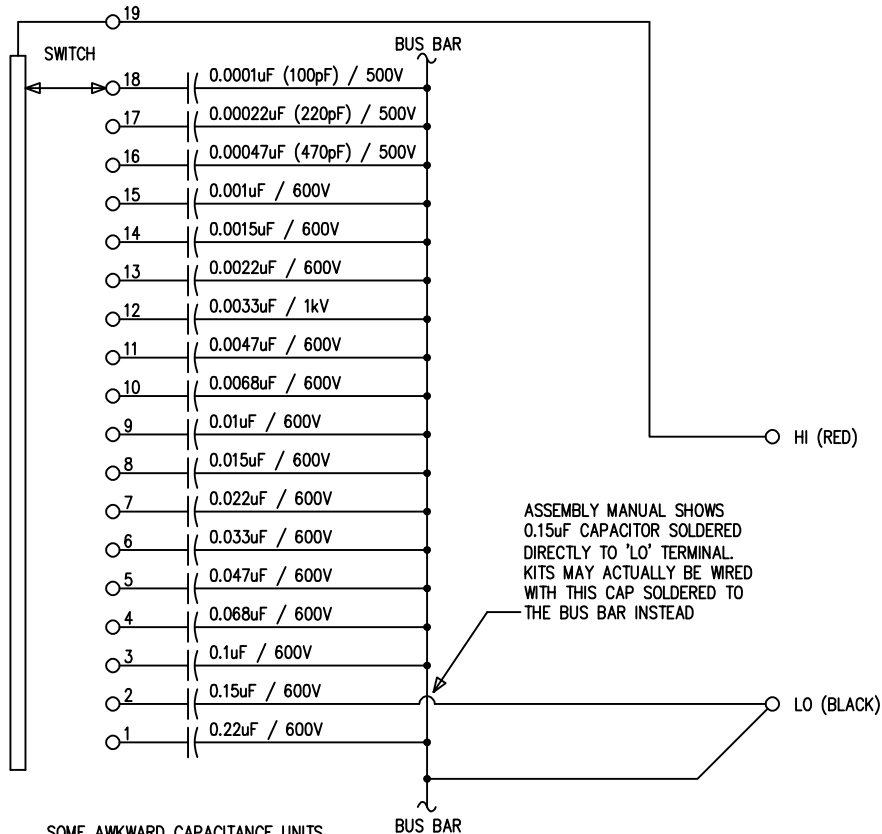 19
BUS BAR
SWITCH
18 0.0001uF (100pF) / 500V
17 0.00022uF (220pF) / 500V
16 0.00047uF (470pF) / 500V
15 0.001uF / 600V
14 0.0015uF / 600V
13 0.0022uF / 600V
12 0.0033uF / 1kV
11 0.0047uF / 600V
10 0.0068uF / 600V
9 0.01uF / 600V
HI (RED)
8 0.015uF / 600V
7 0.022uF / 600V
6 0.033uF / 600V
5 0.047uF / 600V
4 0.068uF / 600V
3 0.1uF / 600V
2 0.15uF / 600V
1 0.22uF / 600V
ASSEMBLY MANUAL SHOWS
0.15uF CAPACITOR SOLDERED
DIRECTLY TO 'LO' TERMINAL.
KITS MAY ACTUALLY BE WIRED
WITH THIS CAP SOLDERED TO
THE BUS BAR INSTEAD
LO (BLACK)
BUS BAR
SOME AWKWARD CAPACITANCE UNITS